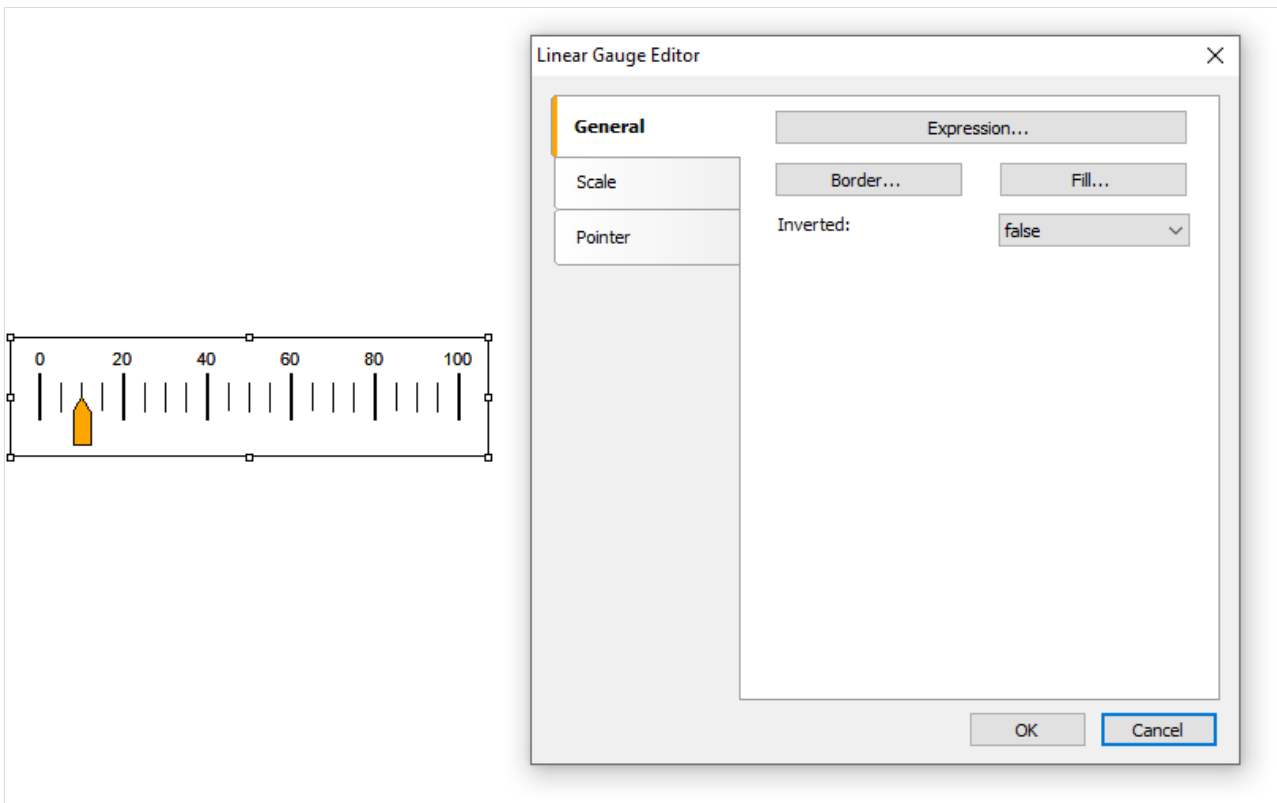 Linear Gauge Editor
General
Expression...
Scale
Border...
Fill...
Pointer
Inverted:
false
0 20 40 60 80 100
OK
Cancel